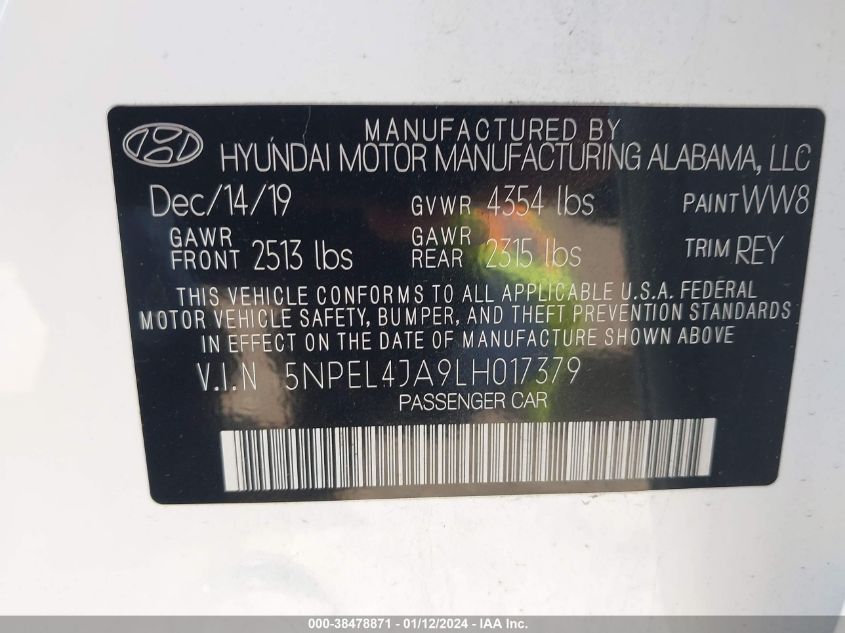 MANUFACTURED BY
HYUNDAI MOTOR MANUFACTURING ALABAMA, LLC
Dec/14/19 GVWR 4354 lbs PAINT WW8
GAWR FRONT 2513 lbs GAWR REAR 2315 lbs TRIM REY
THIS VEHICLE CONFORMS TO ALL APPLICABLE U.S.A. FEDERAL
MOTOR VEHICLE SAFETY, BUMPER, AND THEFT PREVENTION STANDARDS
IN EFFECT ON THE DATE OF MANUFACTURE SHOWN ABOVE.
V.I.N 5NPEL4JA9LH017379
PASSENGER CAR
000-38478871 - 01/12/2024 - IAAI Inc.